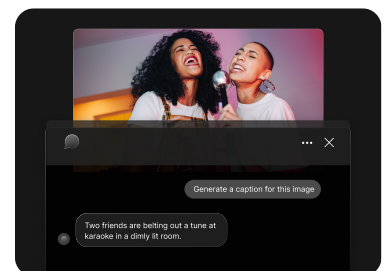 Generate a caption for this image
Two friends are belting out a tune at
karaoke in a dimly lit room.